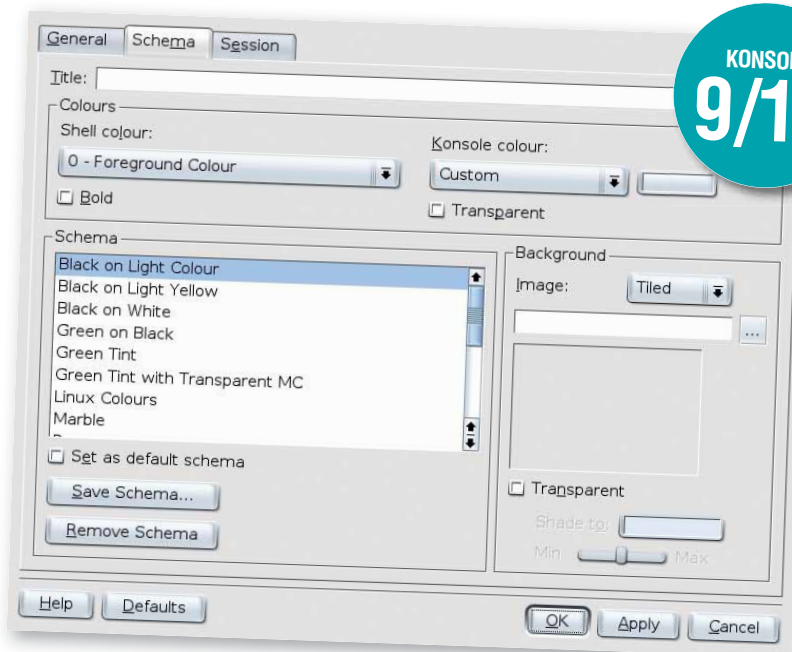 General Schema Session
Title:
Colours
Shell colour:
0 - Foreground Colour
Bold
Konsole colour:
Custom
Transparent
Schema
Black on Light Colour
Black on Light Yellow
Black on White
Green on Black
Green Tint
Green Tint with Transparent MC
Linux Colours
Marble
Set as default schema
Save Schema...
Remove Schema
Background
Image:
Tiled
...
Transparent
Shade to:
Min Max
Help Defaults OK Apply Cancel